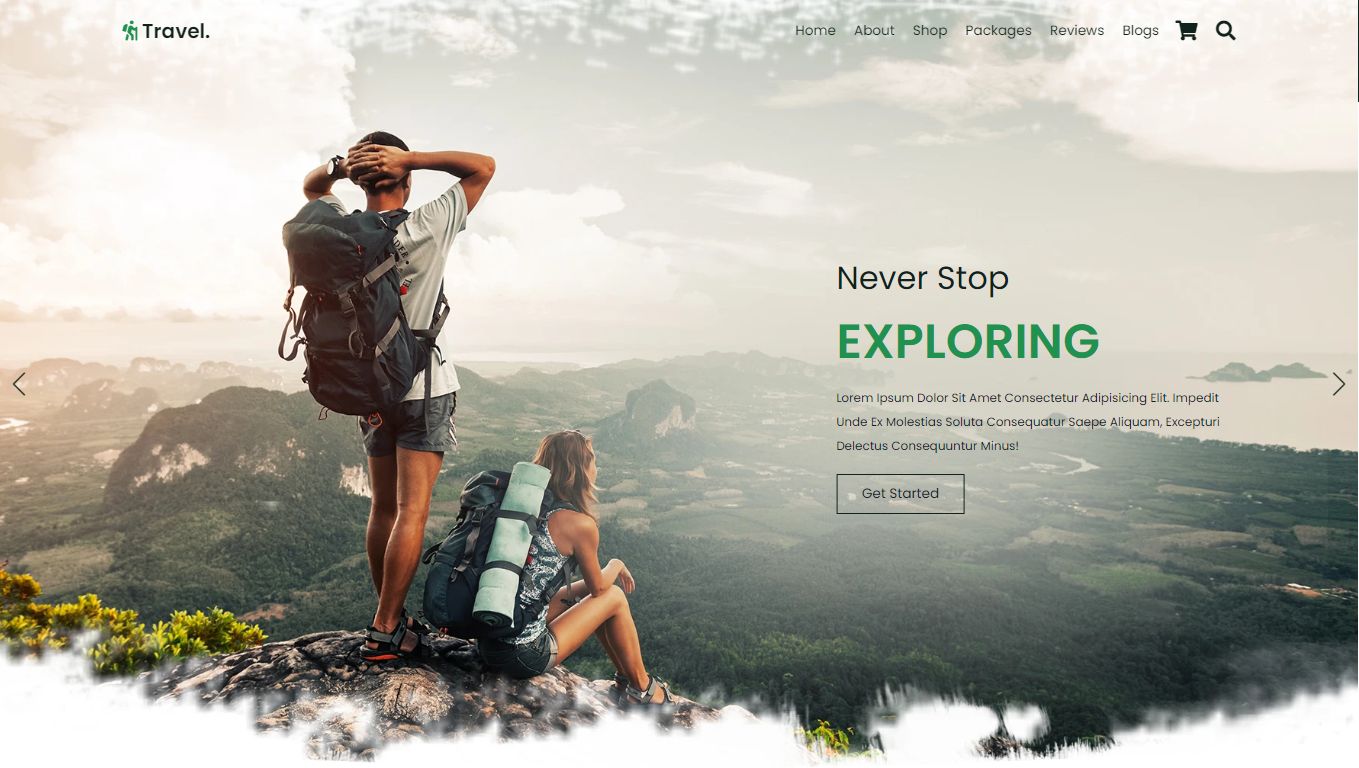 Travel.
Home About Shop Packages Reviews Blogs
Never Stop
EXPLORING
Lorem Ipsum Dolor Sit Amet Consectetur Adipisicing Elit. Impedit
Unde Ex Molestias Soluta Consequatur Saepe Aliquam, Excepturi
Delectus Consequuntur Minus!
Get Started